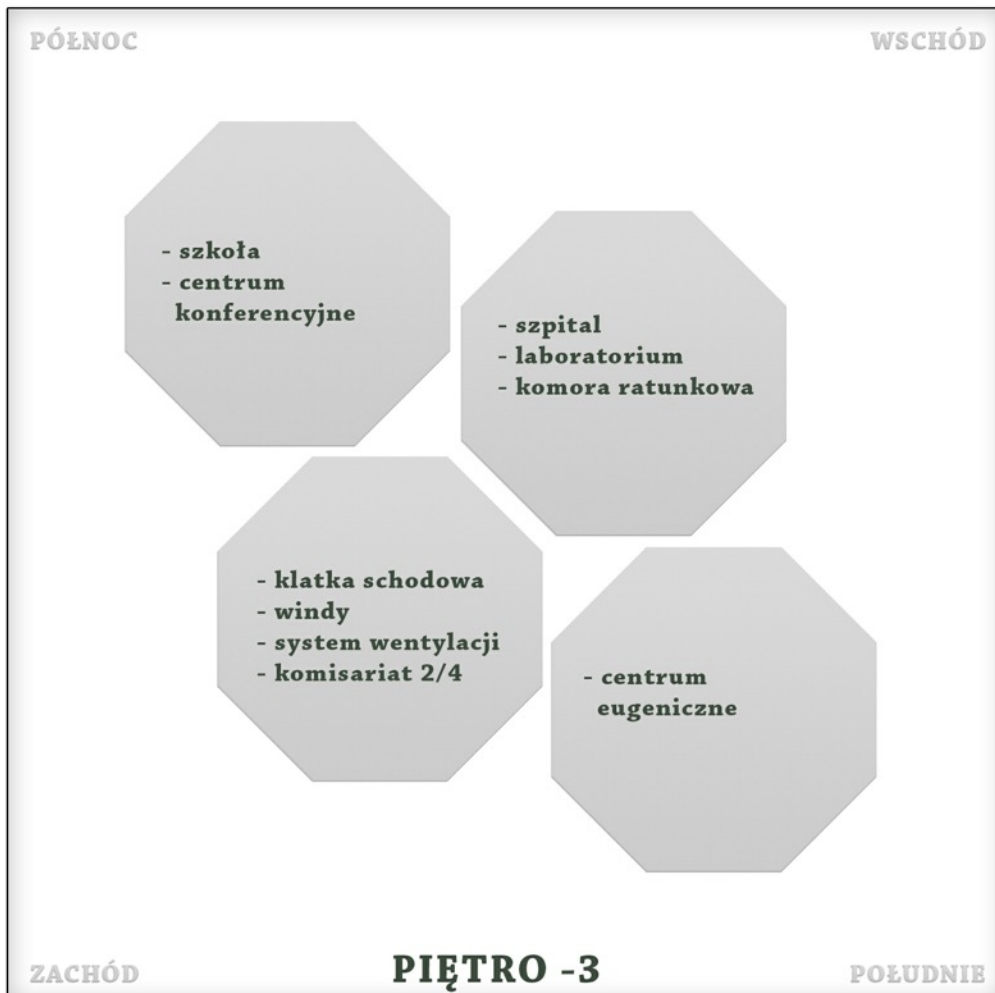 PÓŁNOC
WSCHÓD
- szkoła
- centrum
konferencyjne
- szpital
- laboratorium
- komora ratunkowa
- klatka schodowa
- windy
- system wentylacji
- komisariat 2/4
- centrum
eugeniczne
ZACHÓD
PIĘTRO -3
POŁUDNIE